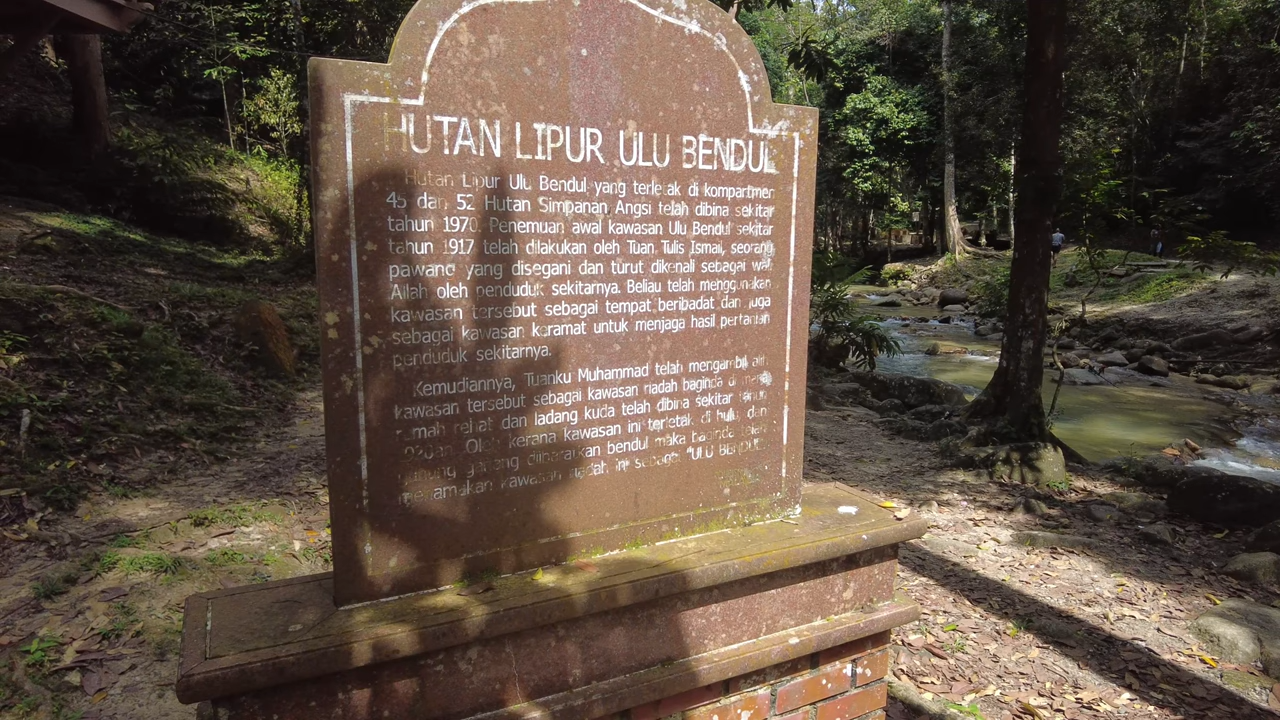 HUTAN LIPUR ULU BENDUL
Hutan Lipur Ulu Bendul yang terletak di kompartmen
45 dan 52 Hutan Simpanan Angsi telah dibina sekitar
tahun 1970. Penemuan awal kawasan Ulu Bendul sekitar
tahun 1917 telah dilakukan oleh Tuan Tulis Ismail, seorang
pawang yang disegani dan turut dikenali sebagai wali
Allah oleh penduduk sekitarnya. Beliau telah menggunakan
kawasan tersebut sebagai tempat beribadat dan juga
sebagai kawasan keramat untuk menjaga hasil pertanian
penduduk sekitarnya.
Kemudiannya, Tuanku Muhammad telah mengambil alih
kawasan tersebut sebagai kawasan riadah baginda di mana
rumah rehat dan ladang kuda telah dibina sekitar tahun
Oleh kerana kawasan ini terletak di hulu dan
gunung ganang diibaratkan bendul maka baginda telah
menamakan kawasan riadah ini sebagai "ULU BENDUL"